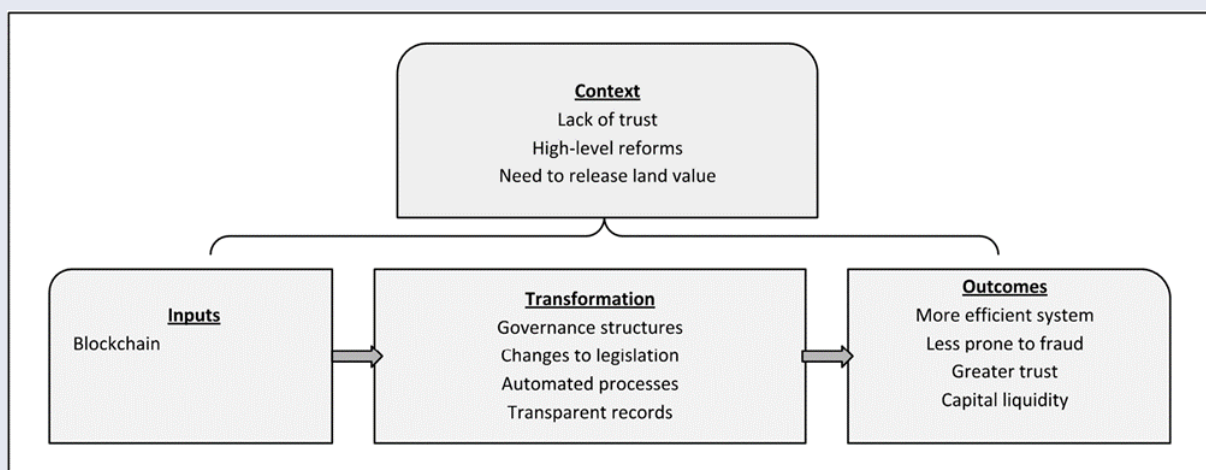 Context
Lack of trust
High-level reforms
Need to release land value
Inputs
Blockchain
Transformation
Governance structures
Changes to legislation
Automated processes
Transparent records
Outcomes
More efficient system
Less prone to fraud
Greater trust
Capital liquidity